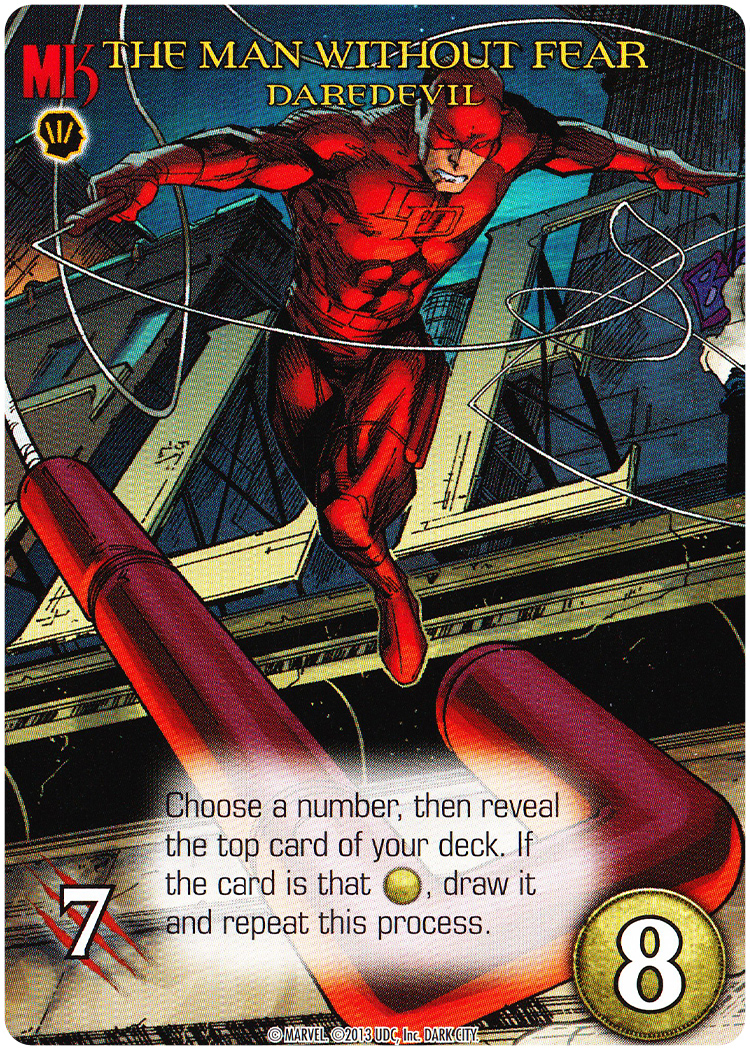 MK THE MAN WITHOUT FEAR
DAREDEVIL
DD
Choose a number, then reveal
the top card of your deck. If
the card is that , draw it
and repeat this process.
7
8
© MARVEL. ©2013 UDC, Inc. DARK CITY.